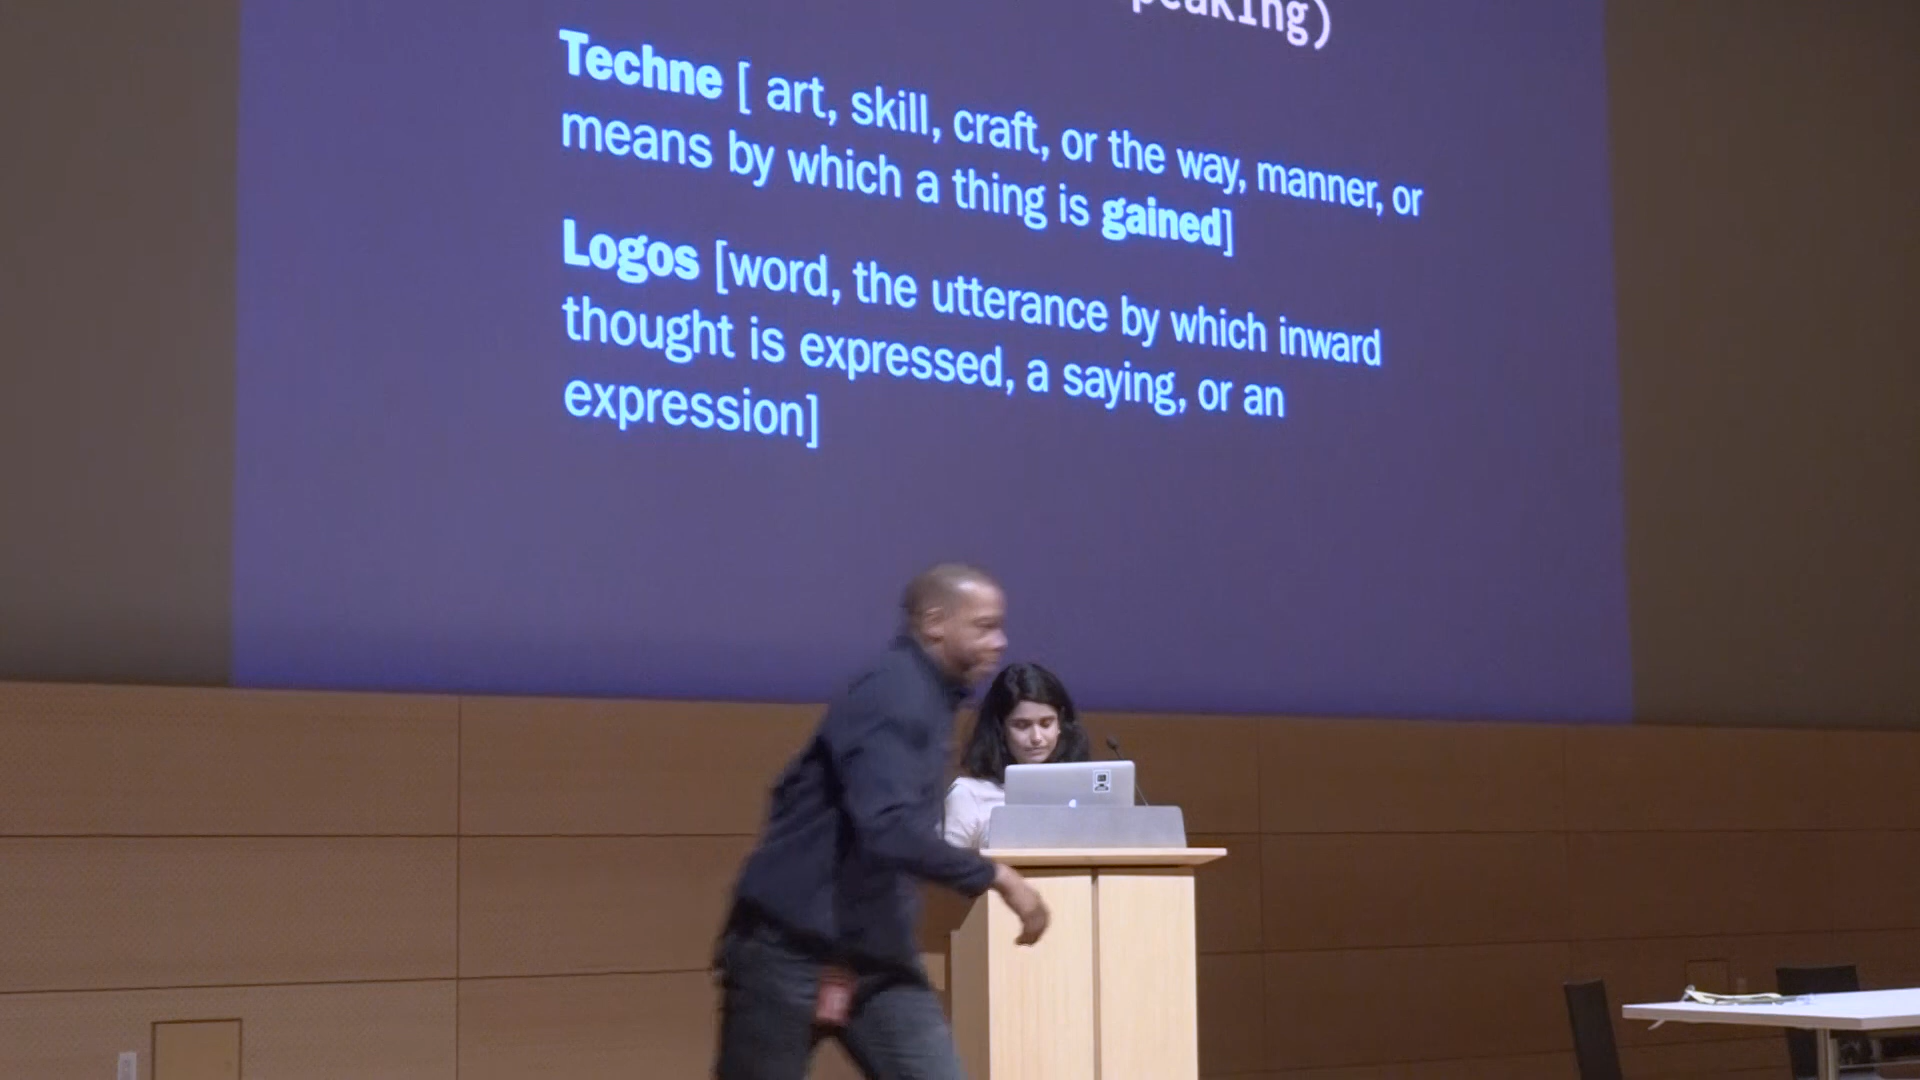 speaking)
Techne [ art, skill, craft, or the way, manner, or
means by which a thing is gained]
Logos [word, the utterance by which inward
thought is expressed, a saying, or an
expression]